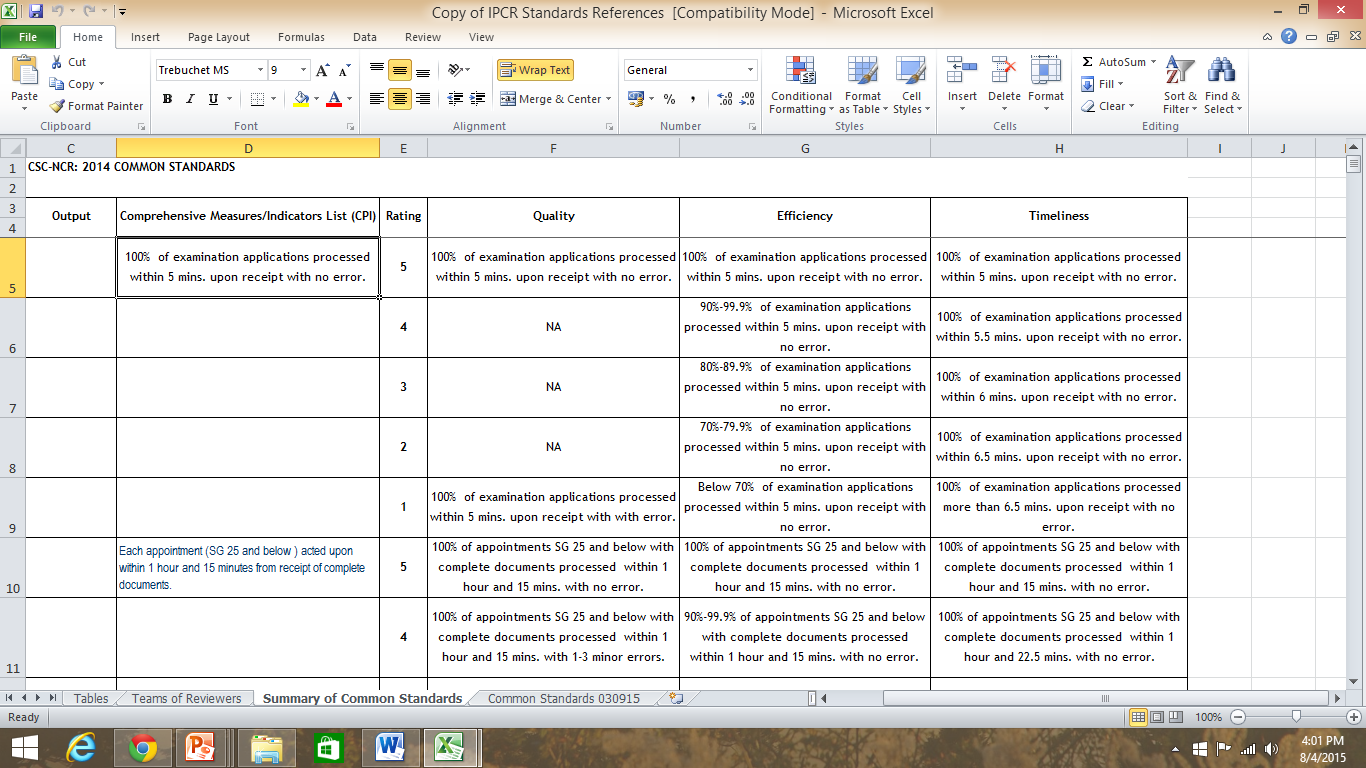 Copy of IPCR Standards References [Compatibility Mode] - Microsoft Excel
File Home Insert Page Layout Formulas Data Review View
Paste
Cut
Copy
Format Painter
Clipboard
Trebuchet MS 9
B I U
Font
Wrap Text
Merge & Center
Alignment
General
% ,
Number
Conditional Formatting
Format as Table
Cell Styles
Styles
Insert Delete Format
Cells
AutoSum
Fill
Clear
Sort & Filter
Find & Select
Editing
C D E F G H I J
1 CSC-NCR: 2014 COMMON STANDARDS
2
3
4
Output Comprehensive Measures/Indicators List (CPI) Rating Quality Efficiency Timeliness
5
100% of examination applications processed
within 5 mins. upon receipt with no error.
5
100% of examination applications processed
within 5 mins. upon receipt with no error.
100% of examination applications processed
within 5 mins. upon receipt with no error.
100% of examination applications processed
within 5 mins. upon receipt with no error.
6
4
NA
90%-99.9% of examination applications
processed within 5 mins. upon receipt with
no error.
100% of examination applications processed
within 5.5 mins. upon receipt with no error.
7
3
NA
80%-89.9% of examination applications
processed within 5 mins. upon receipt with
no error.
100% of examination applications processed
within 6 mins. upon receipt with no error.
8
2
NA
70%-79.9% of examination applications
processed within 5 mins. upon receipt with
no error.
100% of examination applications processed
within 6.5 mins. upon receipt with no error.
9
1
100% of examination applications processed
within 5 mins. upon receipt with with error.
Below 70% of examination applications
processed within 5 mins. upon receipt with
no error.
100% of examination applications processed
more than 6.5 mins. upon receipt with no
error.
10
Each appointment (SG 25 and below ) acted upon
within 1 hour and 15 minutes from receipt of complete
documents.
5
100% of appointments SG 25 and below with
complete documents processed within 1
hour and 15 mins. with no error.
100% of appointments SG 25 and below with
complete documents processed within 1
hour and 15 mins. with no error.
100% of appointments SG 25 and below with
complete documents processed within 1
hour and 15 mins. with no error.
11
4
100% of appointments SG 25 and below with
complete documents processed within 1
hour and 15 mins. with 1-3 minor errors.
90%-99.9% of appointments SG 25 and below
with complete documents processed
within 1 hour and 15 mins. with no error.
100% of appointments SG 25 and below with
complete documents processed within 1
hour and 22.5 mins. with no error.
Tables Teams of Reviewers Summary of Common Standards Common Standards 030915
Ready 100%
4:01 PM
8/4/2015